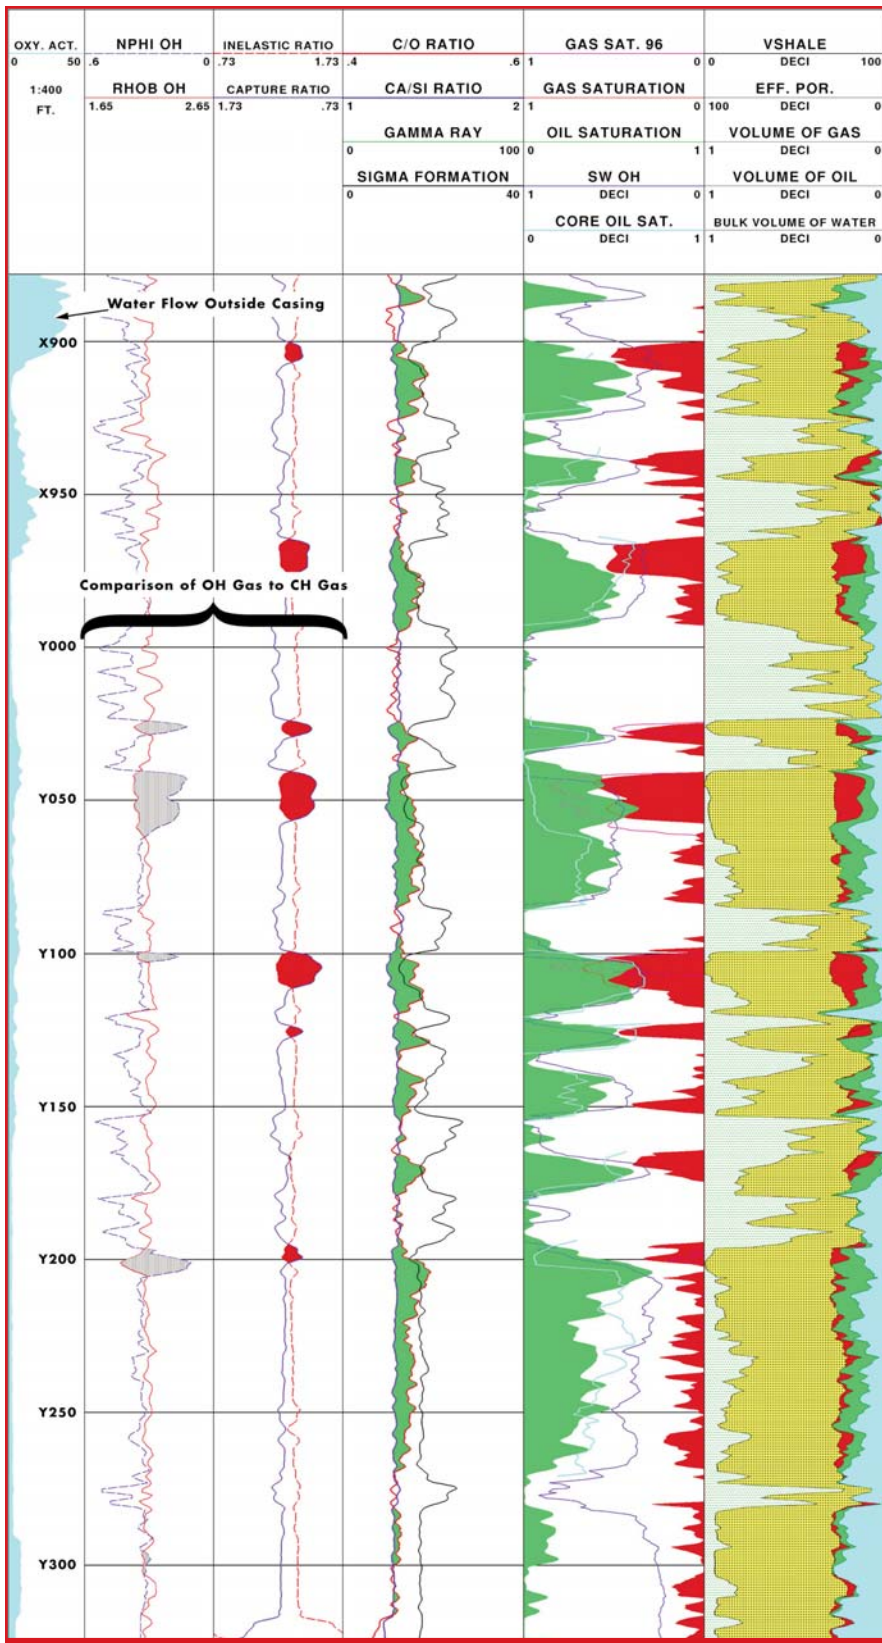 OXY. ACT. NPHI OH INELASTIC RATIO C/O RATIO GAS SAT. 96 VSHALE
0 50 .6 0 .73 1.73 .4 .6 1 0 0 DECI 100
1:400 RHOB OH CAPTURE RATIO CA/SI RATIO GAS SATURATION EFF. POR.
FT. 1.65 2.65 1.73 .73 1 2 1 0 100 DECI 0
GAMMA RAY OIL SATURATION VOLUME OF GAS
0 100 0 1 1 DECI 0
SIGMA FORMATION SW OH VOLUME OF OIL
0 40 1 DECI 0 1 DECI 0
CORE OIL SAT. BULK VOLUME OF WATER
0 DECI 1 1 DECI 0
Water Flow Outside Casing
X900
X950
Comparison of OH Gas to CH Gas
Y000
Y050
Y100
Y150
Y200
Y250
Y300